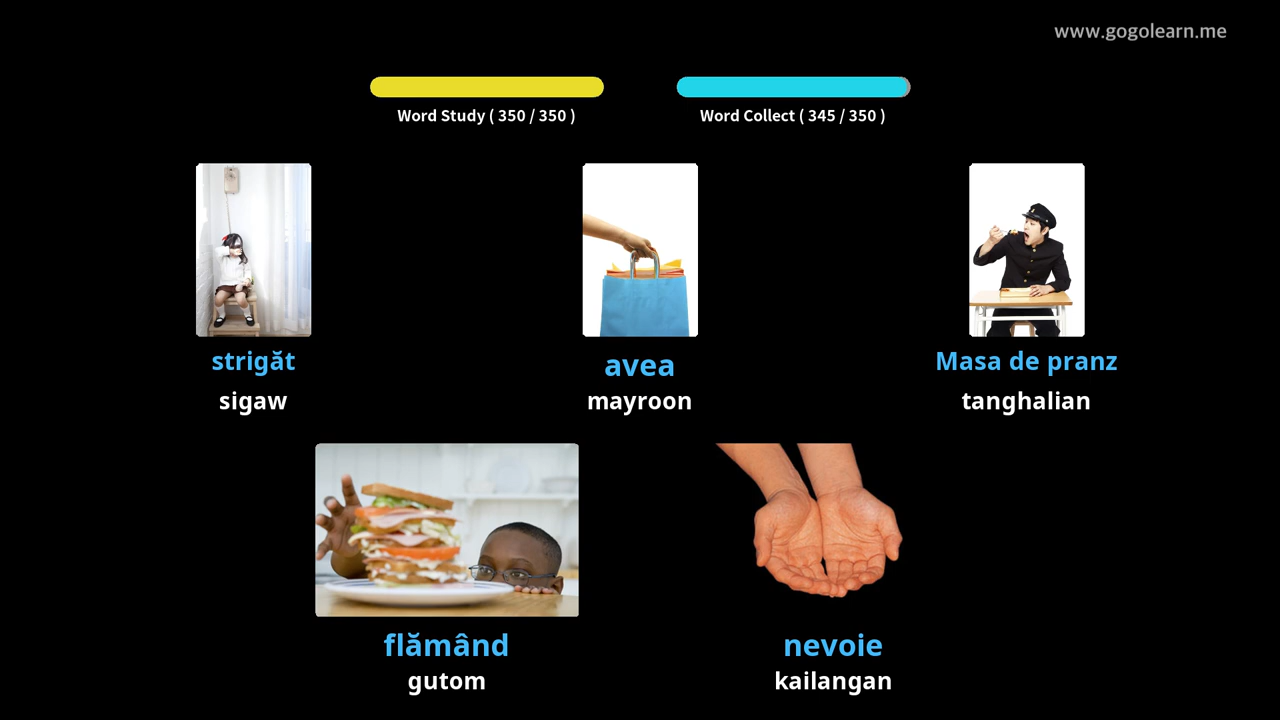 www.gogolearn.me
Word Study ( 350 / 350 )
Word Collect ( 345 / 350 )
strigăt
sigaw
avea
mayroon
Masa de pranz
tanghalian
flămând
gutom
nevoie
kailangan